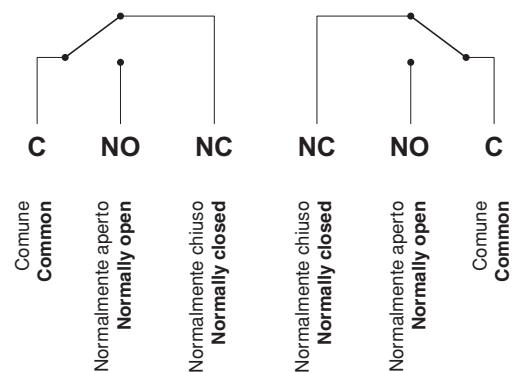 C NO NC NC NO C
Comune
Common
Normalmente aperto
Normally open
Normalmente chiuso
Normally closed
Normalmente chiuso
Normally closed
Normalmente aperto
Normally open
Comune
Common